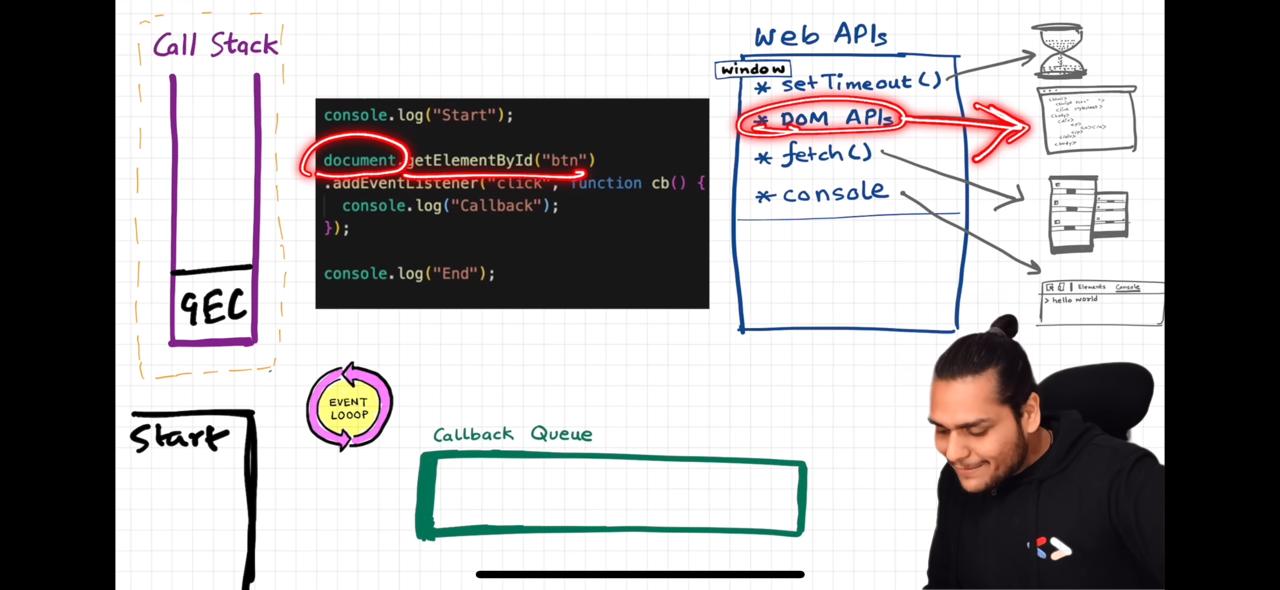 Call Stack
GEC
console.log("Start");
document.getElementById("btn")
.addEventListener("click", function cb() {
console.log("Callback");
});
console.log("End");
Web APIs
window
* setTimeout()
* DOM APIs
* fetch()
* console
Elements Console
> hello world
Start
EVENT
LOOOP
Callback Queue